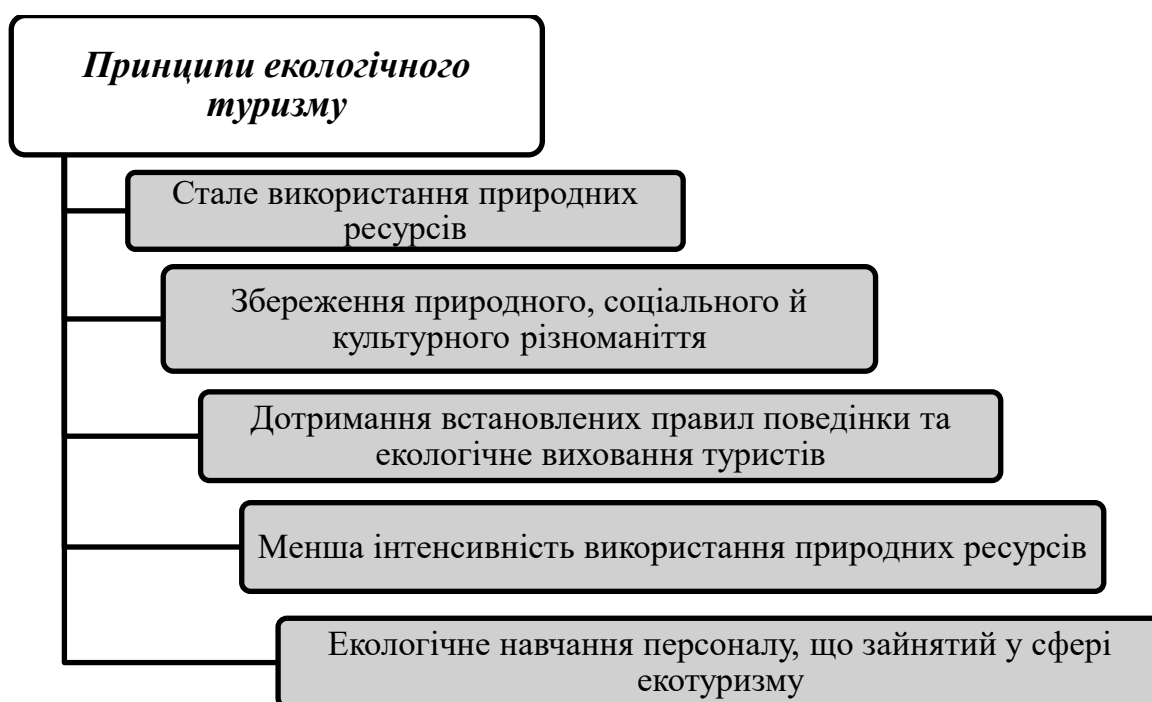 Принципи екологічного
туризму
Стале використання природних
ресурсів
Збереження природного, соціального й
культурного різноманіття
Дотримання встановлених правил поведінки та
екологічне виховання туристів
Менша інтенсивність використання природних ресурсів
Екологічне навчання персоналу, що зайнятий у сфері
екотуризму